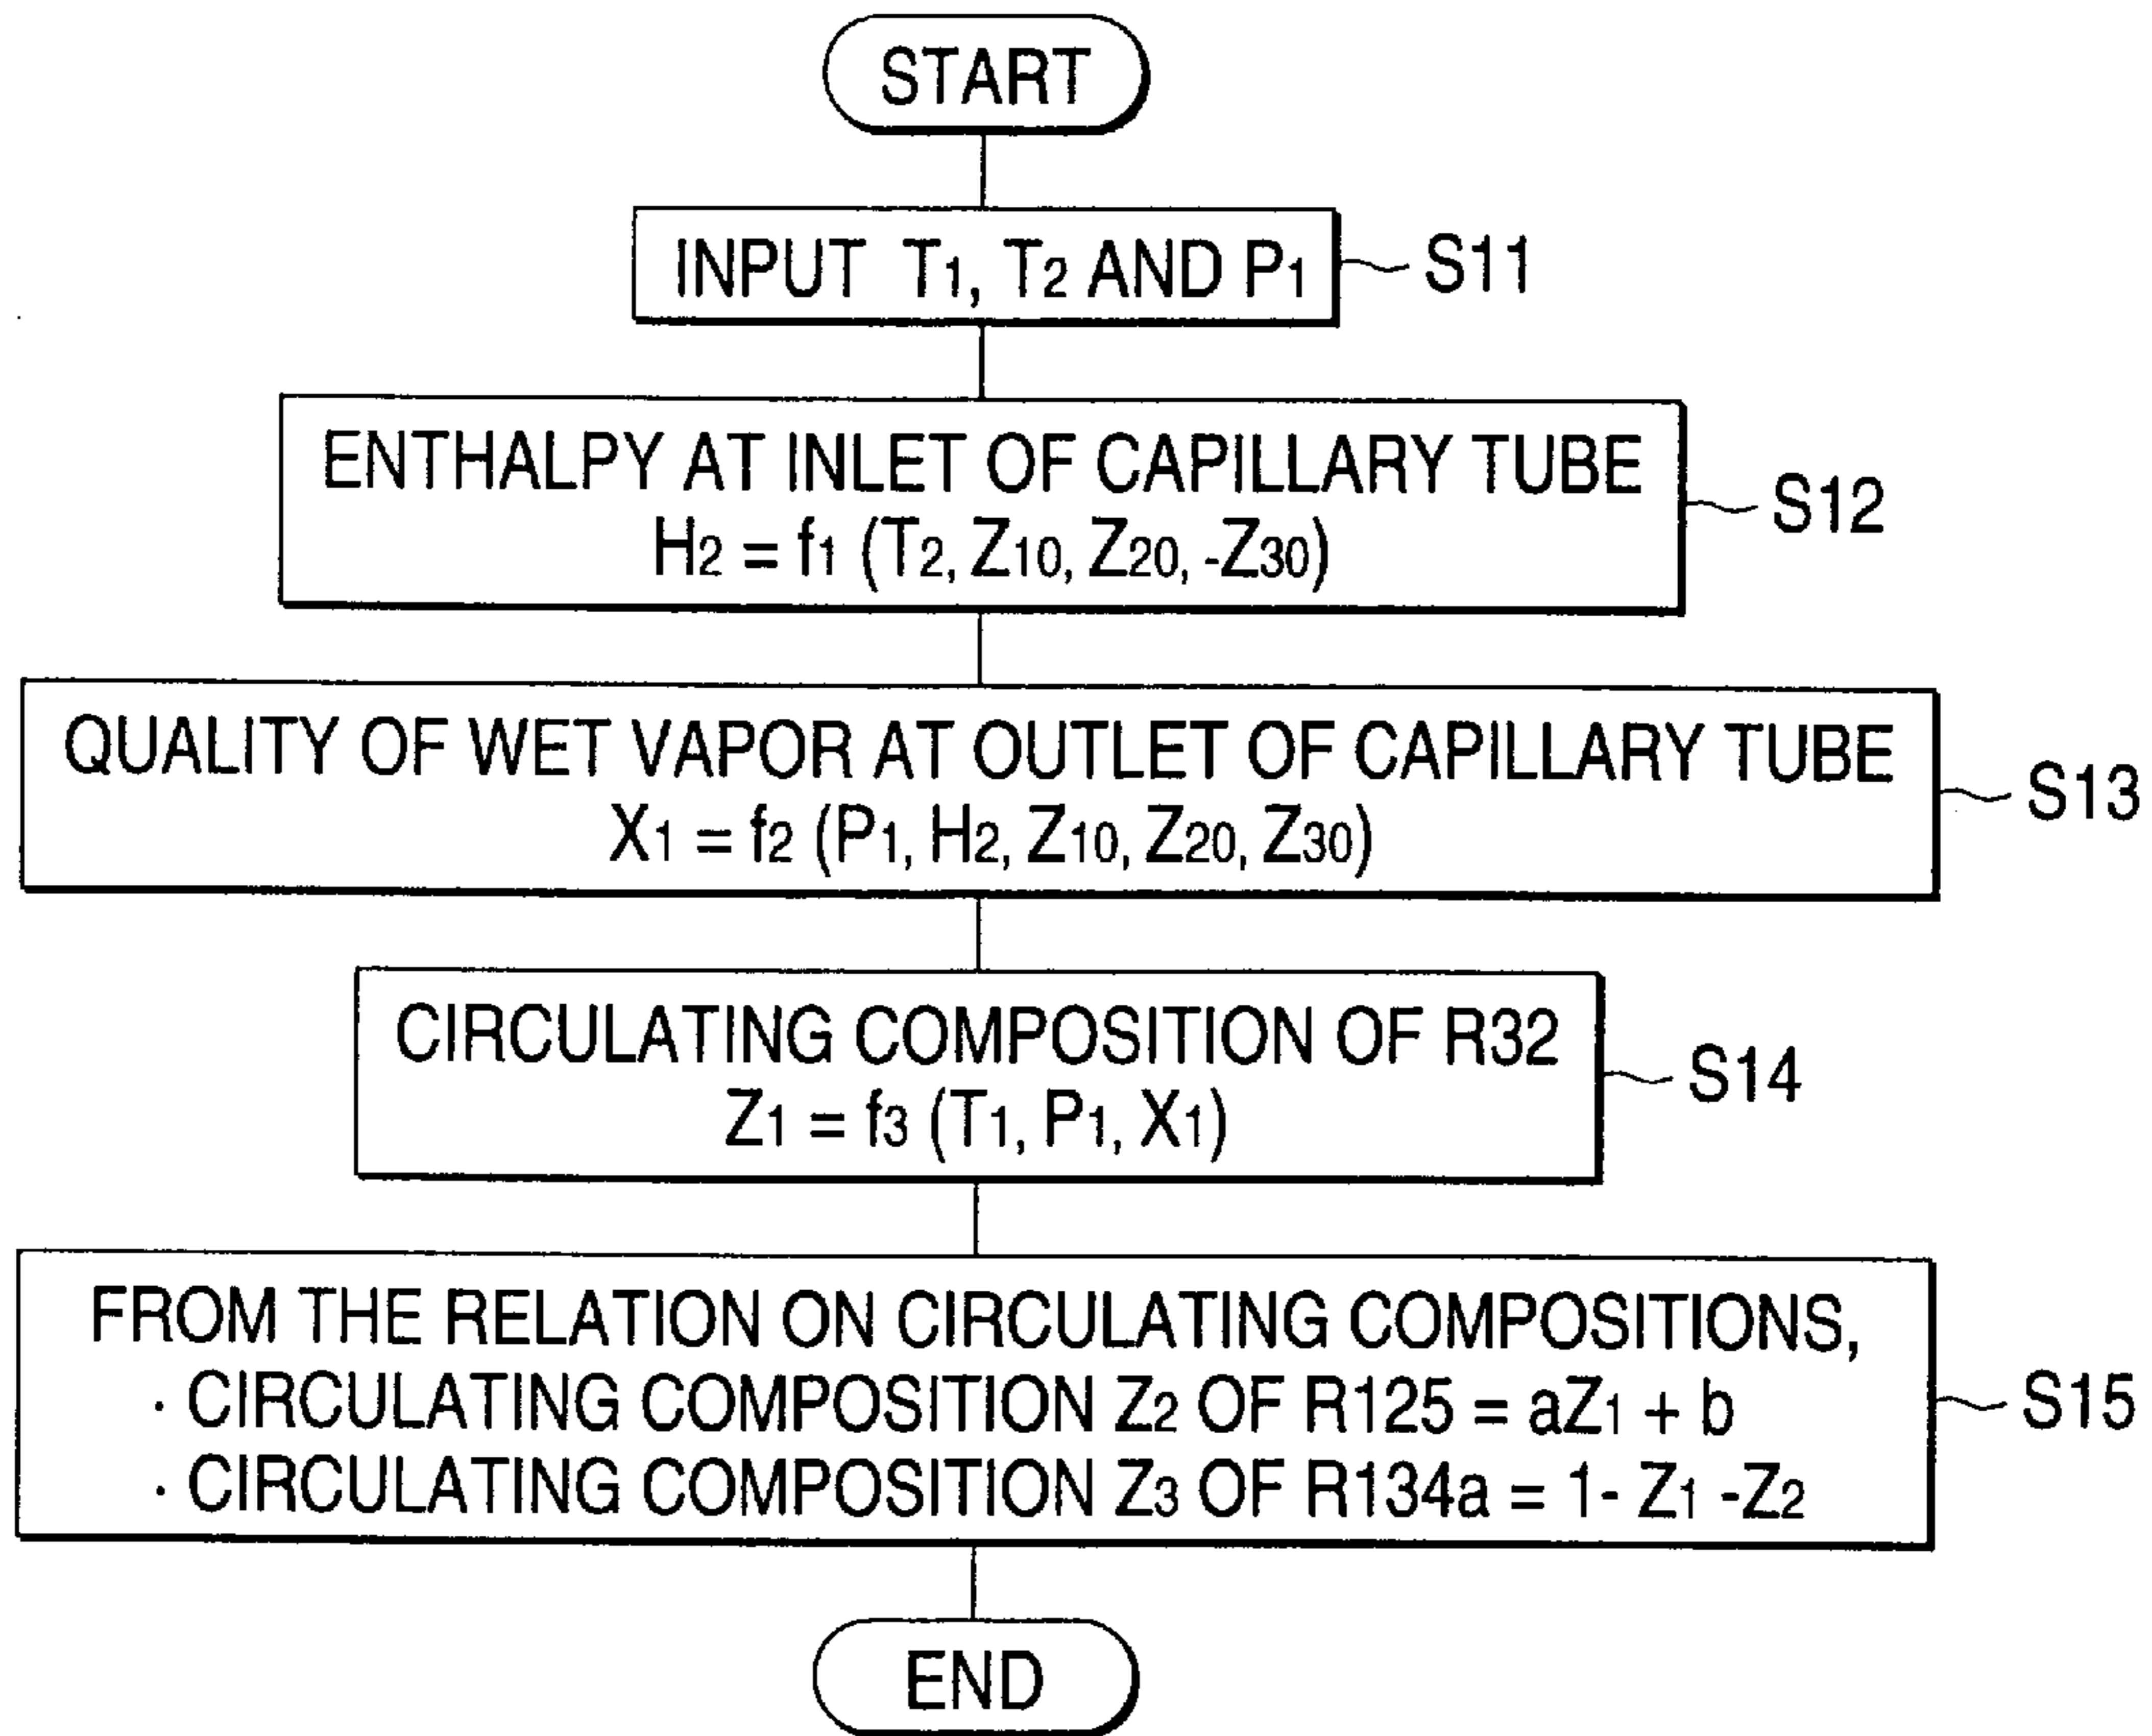 START
INPUT T1, T2 AND P1
S11
ENTHALPY AT INLET OF CAPILLARY TUBE
H2 = f1 (T2, Z10, Z20, -Z30)
S12
QUALITY OF WET VAPOR AT OUTLET OF CAPILLARY TUBE
X1 = f2 (P1, H2, Z10, Z20, Z30)
S13
CIRCULATING COMPOSITION OF R32
Z1 = f3 (T1, P1, X1)
S14
FROM THE RELATION ON CIRCULATING COMPOSITIONS,
· CIRCULATING COMPOSITION Z2 OF R125 = aZ1 + b
· CIRCULATING COMPOSITION Z3 OF R134a = 1- Z1 -Z2
S15
END